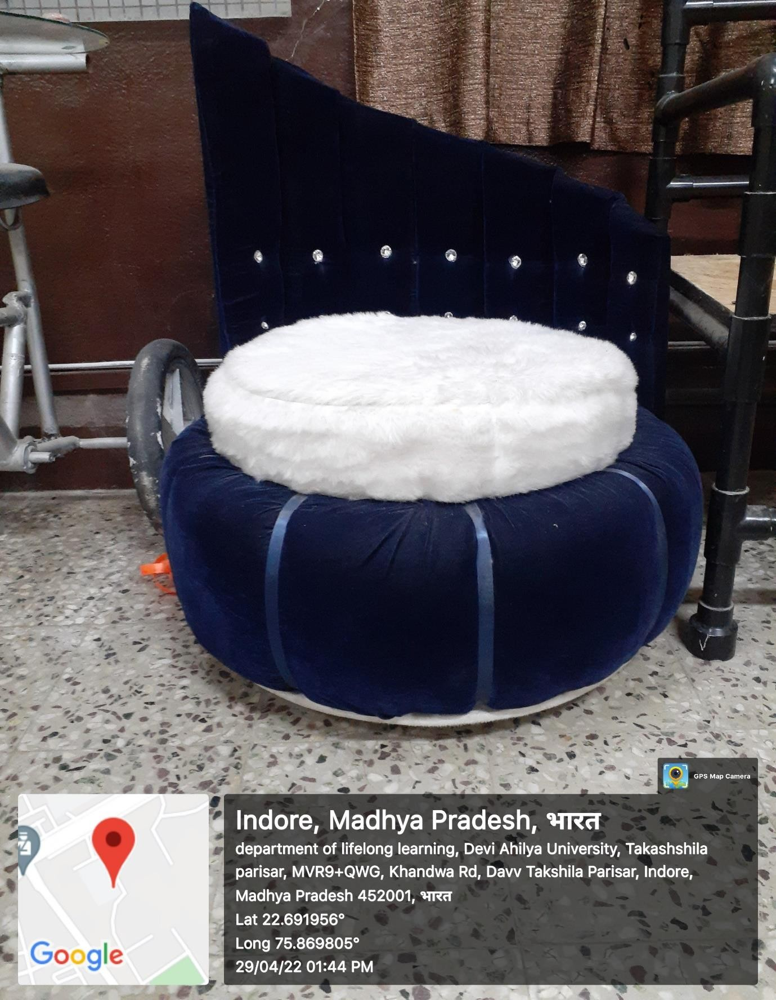 GPS Map Camera
Indore, Madhya Pradesh, भारत
department of lifelong learning, Devi Ahilya University, Takashshila
parisar, MVR9+QWG, Khandwa Rd, Davv Takshila Parisar, Indore,
Madhya Pradesh 452001, भारत
Lat 22.691956°
Long 75.869805°
29/04/22 01:44 PM
Google